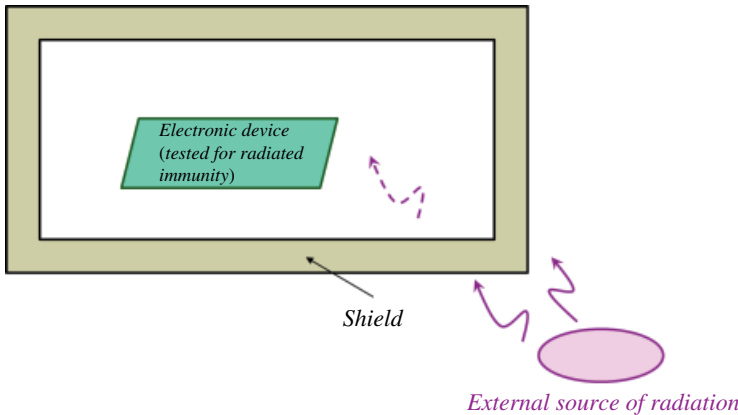 Electronic device
(tested for radiated
immunity)
Shield
External source of radiation